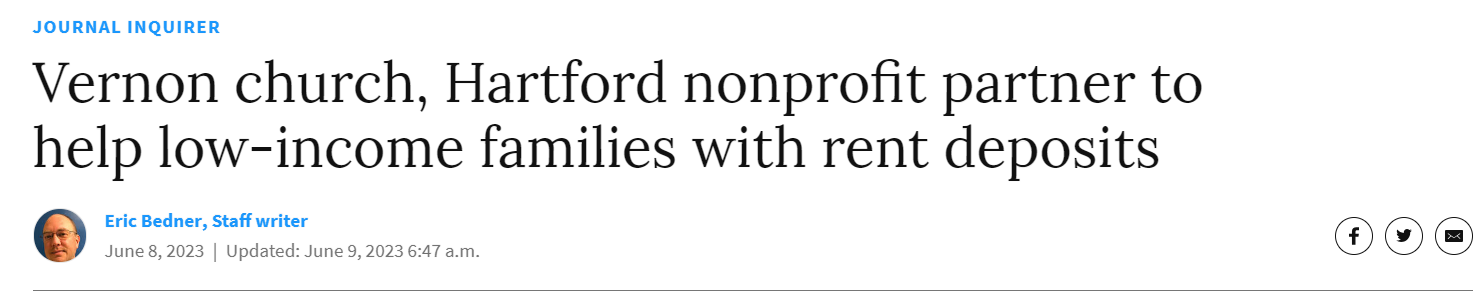 JOURNAL INQUIRER
Vernon church, Hartford nonprofit partner to
help low-income families with rent deposits
Eric Bedner, Staff writer
June 8, 2023 | Updated: June 9, 2023 6:47 a.m.